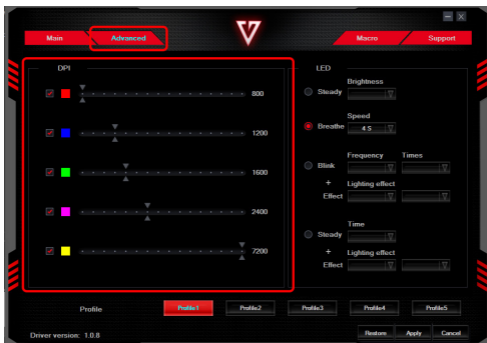 Main Advanced Macro Support
DPI
800
1200
1600
2400
7200
LED
Brightness
Steady
Speed
Breathe 4 S
Frequency Times
Blink
+ Lighting effect
Effect
Time
Steady
+ Lighting effect
Effect
Profile Profile1 Profile2 Profile3 Profile4 Profile5
Driver version: 1.0.8
Restore Apply Cancel